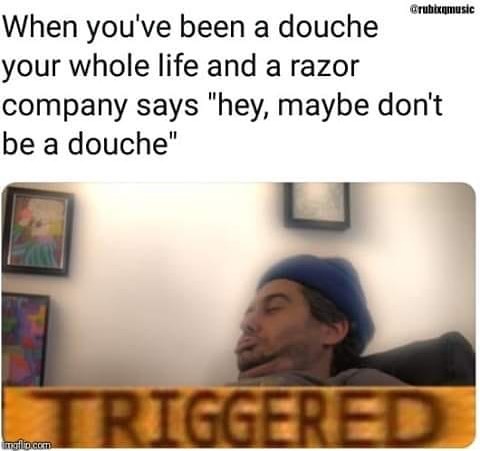 @rubixqmusic
When you've been a douche
your whole life and a razor
company says "hey, maybe don't
be a douche"
TRIGGERED
imgflip.com